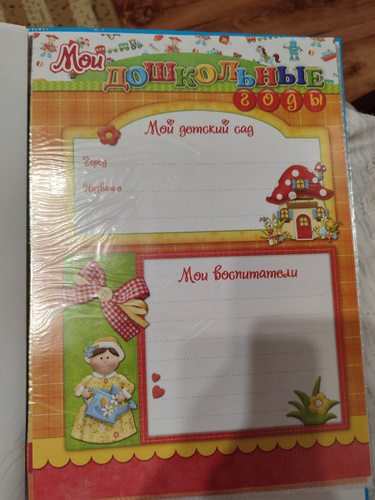 Мои
дошкольные
годы
Мой детский сад
Город
Название
Мои воспитатели